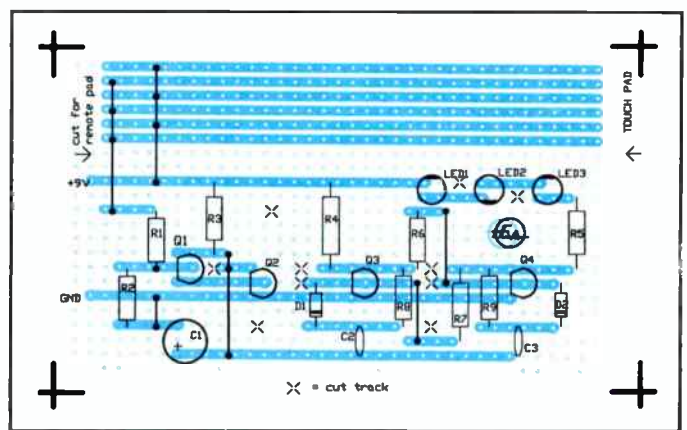 cut for
remote pad
TOUCH PAD
LED1
LED2
LED3
+9V
R1
R3
R4
R6
R5
Q1
Q2
Q3
Q4
R2
GND
D1
R8
R7
R9
C1
C2
C3
+
= cut track